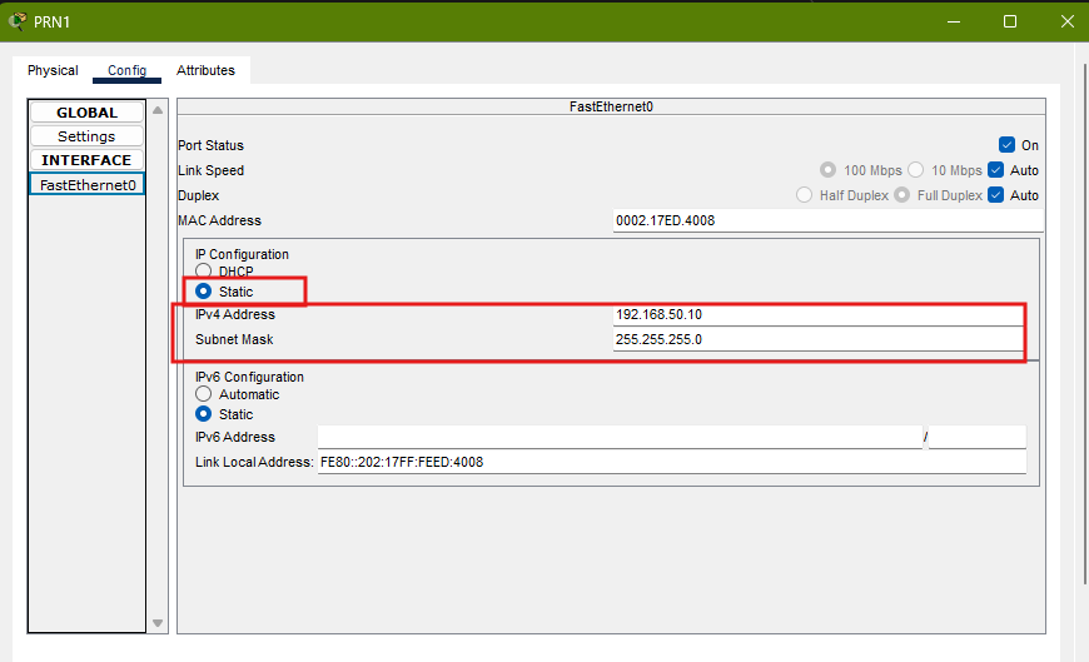 PRN1
Physical Config Attributes
GLOBAL
Settings
INTERFACE
FastEthernet0
FastEthernet0
Port Status On
Link Speed 100 Mbps 10 Mbps Auto
Duplex Half Duplex Full Duplex Auto
MAC Address 0002.17ED.4008
IP Configuration
DHCP
Static
IPv4 Address 192.168.50.10
Subnet Mask 255.255.255.0
IPv6 Configuration
Automatic
Static
IPv6 Address /
Link Local Address: FE80::202:17FF:FEED:4008